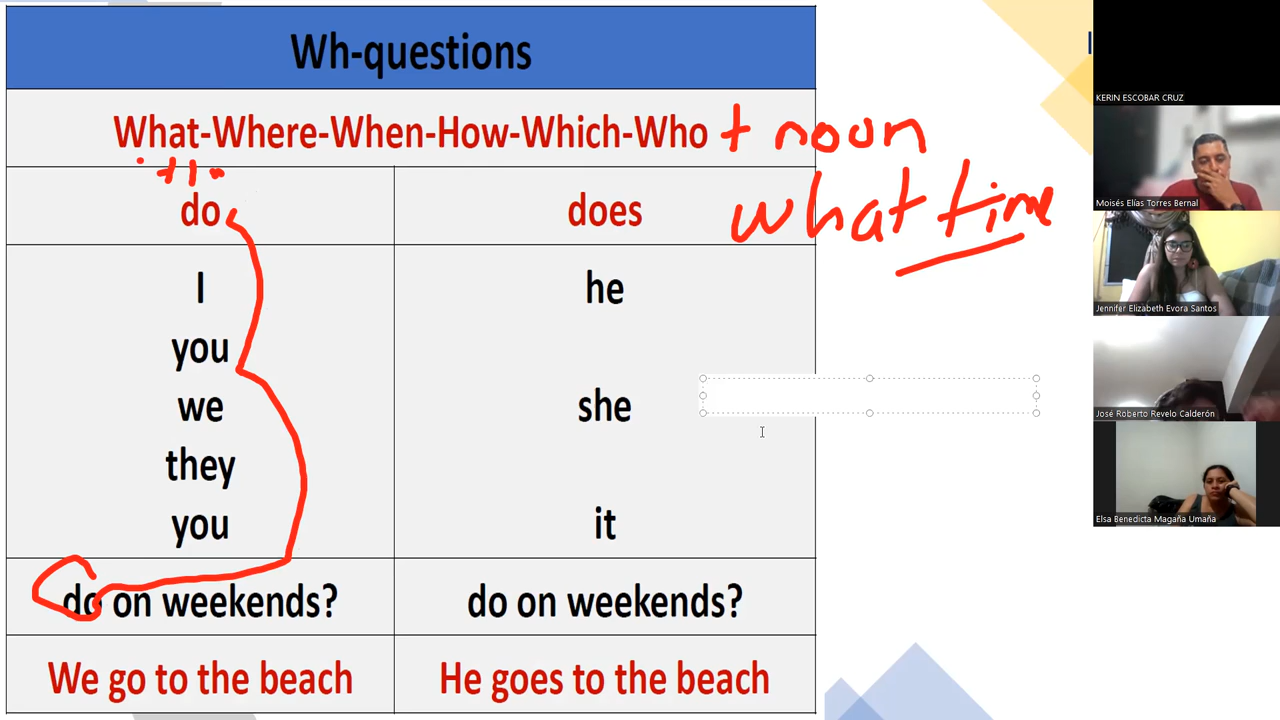 Wh-questions
What-Where-When-How-Which-Who + noon
what time
do does
I he
you
we she
they
you it
do on weekends? do on weekends?
We go to the beach He goes to the beach
KERIN ESCOBAR CRUZ
Moisés Elías Torres Bernal
Jennifer Elizabeth Evora Santos
José Roberto Revelo Calderón
Elsa Benedicta Magaña Umaña